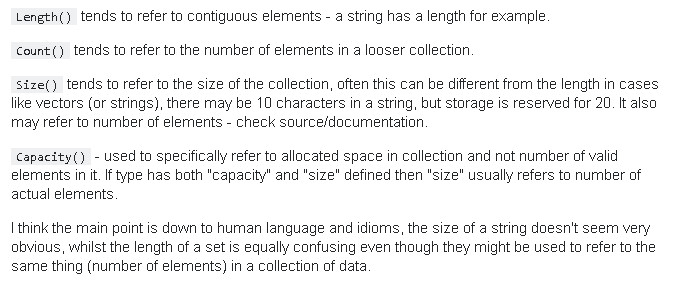 Length() tends to refer to contiguous elements - a string has a length for example.
Count() tends to refer to the number of elements in a looser collection.
Size() tends to refer to the size of the collection, often this can be different from the length in cases
like vectors (or strings), there may be 10 characters in a string, but storage is reserved for 20. It also
may refer to number of elements - check source/documentation.
Capacity() - used to specifically refer to allocated space in collection and not number of valid
elements in it. If type has both "capacity" and "size" defined then "size" usually refers to number of
actual elements.
I think the main point is down to human language and idioms, the size of a string doesn't seem very
obvious, whilst the length of a set is equally confusing even though they might be used to refer to the
same thing (number of elements) in a collection of data.